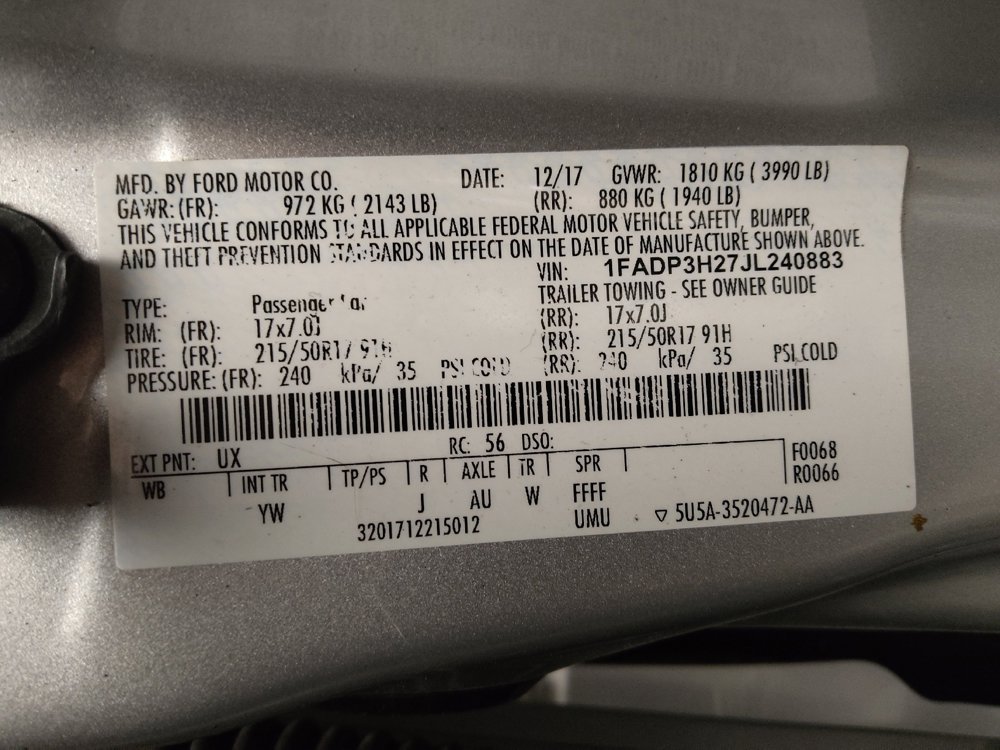 MFD. BY FORD MOTOR CO. DATE: 12/17 GVWR: 1810 KG ( 3990 LB)
GAWR: (FR): 972 KG ( 2143 LB) (RR): 880 KG ( 1940 LB)
THIS VEHICLE CONFORMS TO ALL APPLICABLE FEDERAL MOTOR VEHICLE SAFETY, BUMPER,
AND THEFT PREVENTION STANDARDS IN EFFECT ON THE DATE OF MANUFACTURE SHOWN ABOVE.
VIN: 1FADP3H27JL240883
TRAILER TOWING - SEE OWNER GUIDE
TYPE: Passenger Car
RIM: (FR): 17x7.0J (RR): 17x7.0J
TIRE: (FR): 215/50R17 91H (RR): 215/50R17 91H
PRESSURE: (FR): 240 kPa/ 35 PSI COLD (RR): 240 kPa/ 35 PSI COLD
EXT PNT: UX RC: 56 DSO:
WB INT TR TP/PS R AXLE TR SPR F0068
R0066
YW J AU W FFFF
3201712215012 UMU ▽ 5U5A-3520472-AA